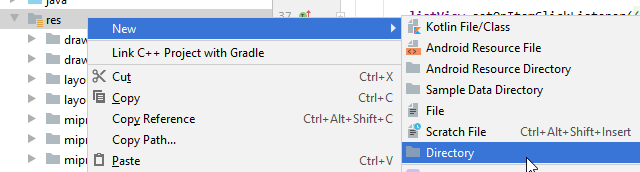 java
res
draw
draw
layo
layo
mipr
mipr
mipr
New
Link C++ Project with Gradle
Cut Ctrl+X
Copy Ctrl+C
Copy Reference Ctrl+Alt+Shift+C
Copy Path...
Paste Ctrl+V
37
listView.setOnItemClickListener((
Kotlin File/Class
Android Resource File
Android Resource Directory
Sample Data Directory
File
Scratch File Ctrl+Alt+Shift+Insert
Directory